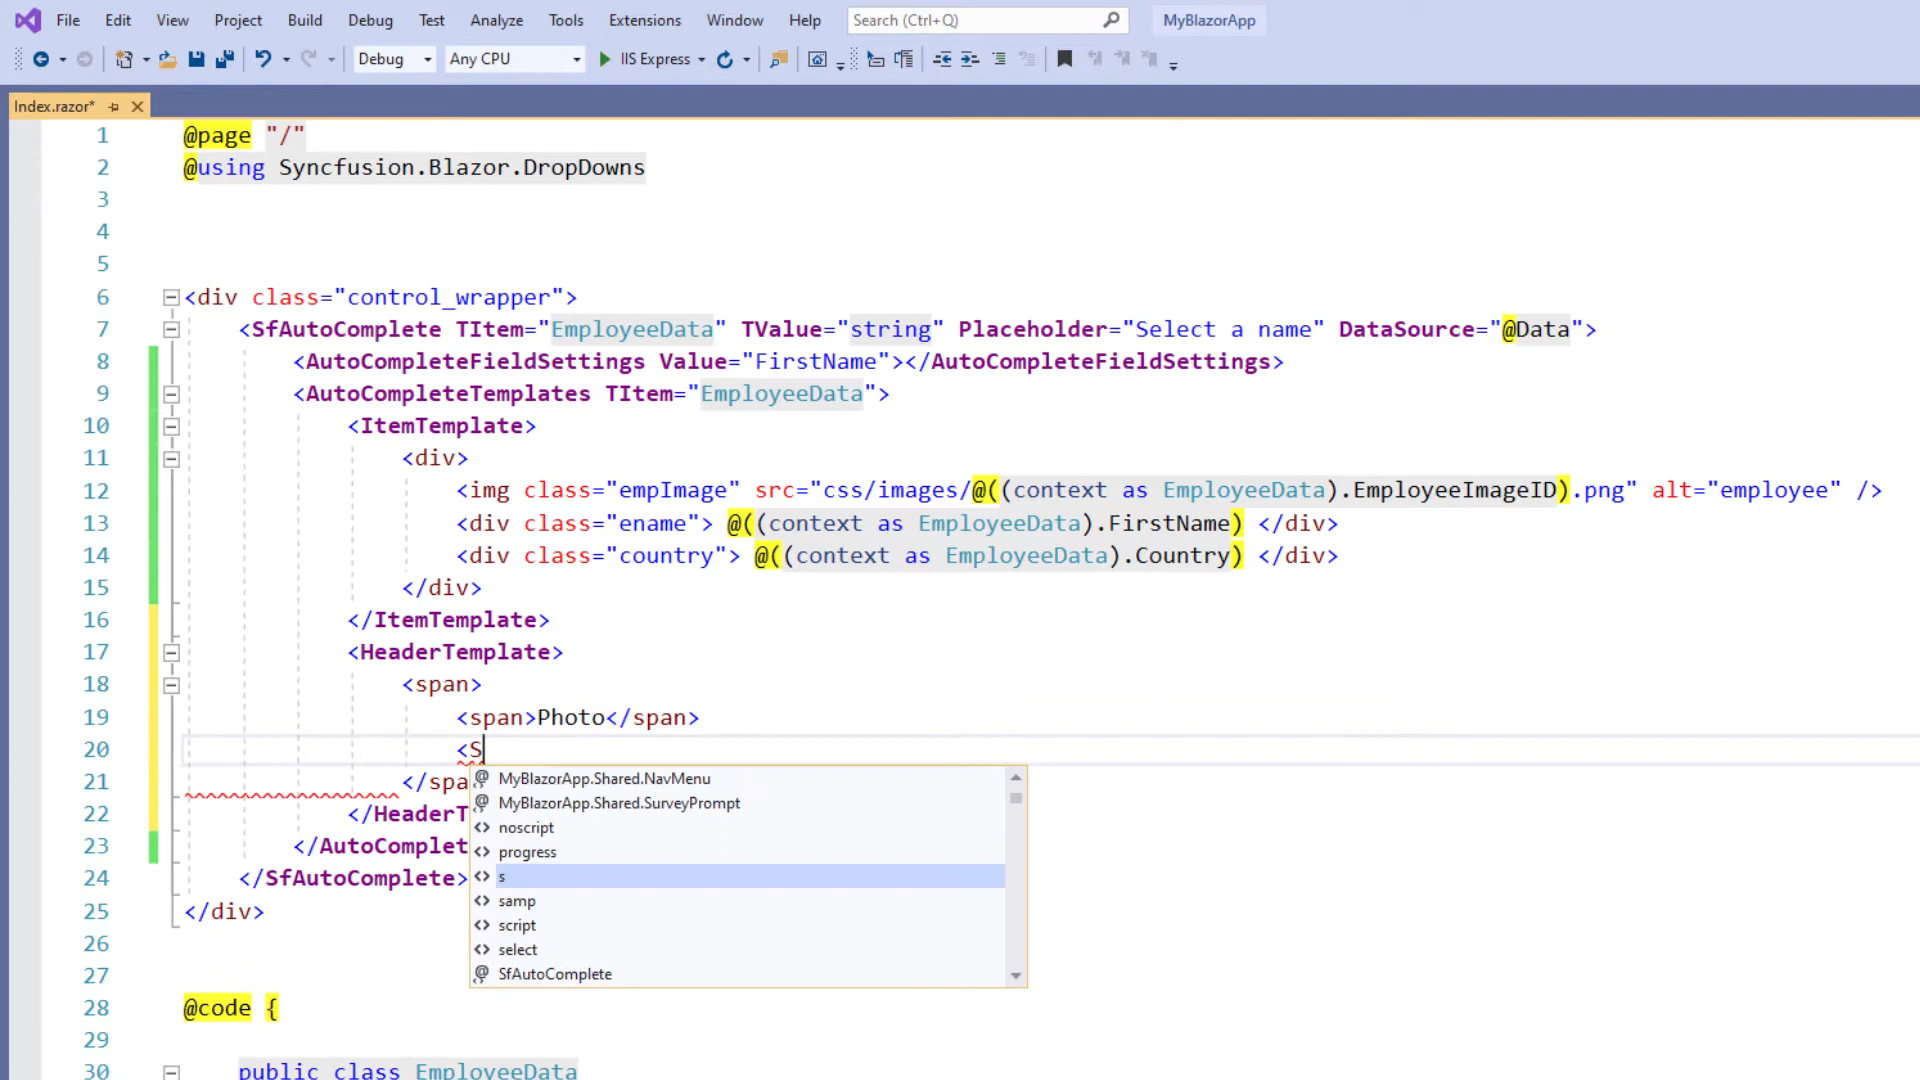 File Edit View Project Build Debug Test Analyze Tools Extensions Window Help Search (Ctrl+Q) MyBlazorApp
Debug Any CPU IIS Express
Index.razor*
1 @page "/"
2 @using Syncfusion.Blazor.DropDowns
3
4
5
6 <div class="control_wrapper">
7 <SfAutoComplete TItem="EmployeeData" TValue="string" Placeholder="Select a name" DataSource="@Data">
8 <AutoCompleteFieldSettings Value="FirstName"></AutoCompleteFieldSettings>
9 <AutoCompleteTemplates TItem="EmployeeData">
10 <ItemTemplate>
11 <div>
12 <img class="empImage" src="css/images/@((context as EmployeeData).EmployeeImageID).png" alt="employee" />
13 <div class="ename"> @((context as EmployeeData).FirstName) </div>
14 <div class="country"> @((context as EmployeeData).Country) </div>
15 </div>
16 </ItemTemplate>
17 <HeaderTemplate>
18 <span>
19 <span>Photo</span>
20 <S
21 </spa
22 </HeaderT
23 </AutoComplet
24 </SfAutoComplete>
25 </div>
26
27
28 @code {
29
30 public class EmployeeData
MyBlazorApp.Shared.NavMenu
MyBlazorApp.Shared.SurveyPrompt
noscript
progress
s
samp
script
select
SfAutoComplete